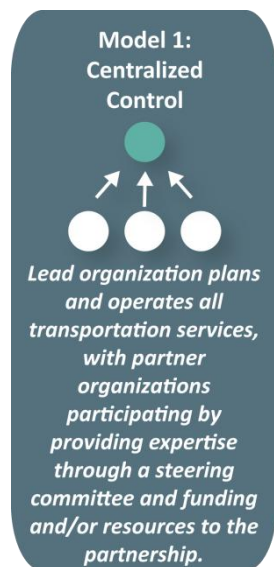 Model 1:
Centralized
Control
Lead organization plans
and operates all
transportation services,
with partner
organizations
participating by
providing expertise
through a steering
committee and funding
and/or resources to the
partnership.